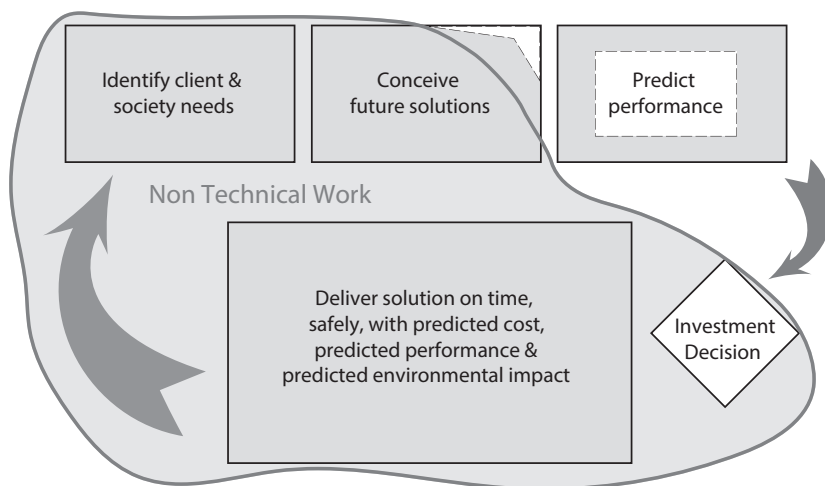 Identify client &
society needs
Conceive
future solutions
Predict
performance
Non Technical Work
Deliver solution on time,
safely, with predicted cost,
predicted performance &
predicted environmental impact
Investment
Decision